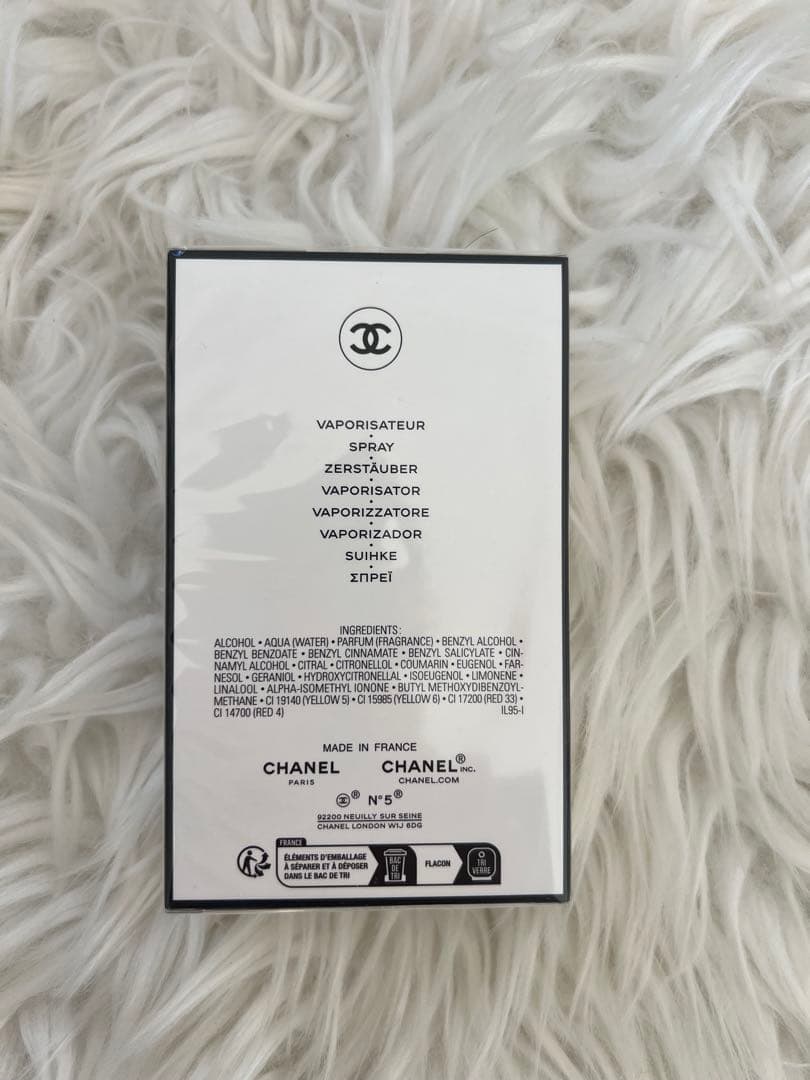 VAPORISATEUR
•
SPRAY
•
ZERSTÄUBER
•
VAPORISATOR
•
VAPORIZZATORE
•
VAPORIZADOR
•
SUIHKE
•
ΣΠΡΕΪ
INGREDIENTS:
ALCOHOL • AQUA (WATER) • PARFUM (FRAGRANCE) • BENZYL ALCOHOL •
BENZYL BENZOATE • BENZYL CINNAMATE • BENZYL SALICYLATE • CIN-
NAMYL ALCOHOL • CITRAL • CITRONELLOL • COUMARIN • EUGENOL • FAR-
NESOL • GERANIOL • HYDROXYCITRONELLAL • ISOEUGENOL • LIMONENE •
LINALOOL • ALPHA-ISOMETHYL IONONE • BUTYL METHOXYDIBENZOYL-
METHANE • CI 19140 (YELLOW 5) • CI 15985 (YELLOW 6) • CI 17200 (RED 33) •
CI 14700 (RED 4) IL95-I
MADE IN FRANCE
CHANEL CHANEL® INC.
PARIS CHANEL.COM
® N°5®
92200 NEUILLY SUR SEINE
CHANEL LONDON W1J 6DG
FRANCE
ÉLÉMENTS D'EMBALLAGE
À SÉPARER ET À DÉPOSER
DANS LE BAC DE TRI
BAC
DE
TRI
FLACON
TRI
VERRE